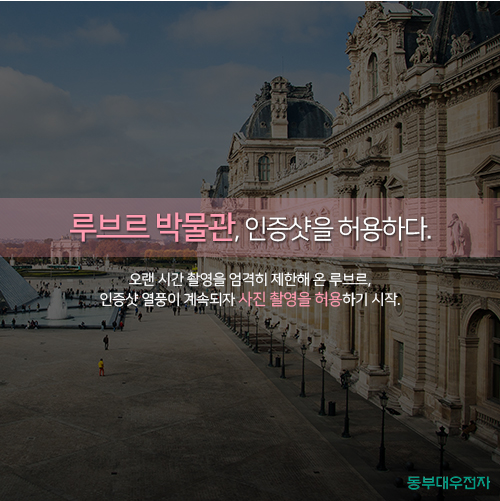 루브르 박물관, 인증샷을 허용하다.
오랜 시간 촬영을 엄격히 제한해 온 루브르,
인증샷 열풍이 계속되자 사진 촬영을 허용하기 시작.
동부대우전자